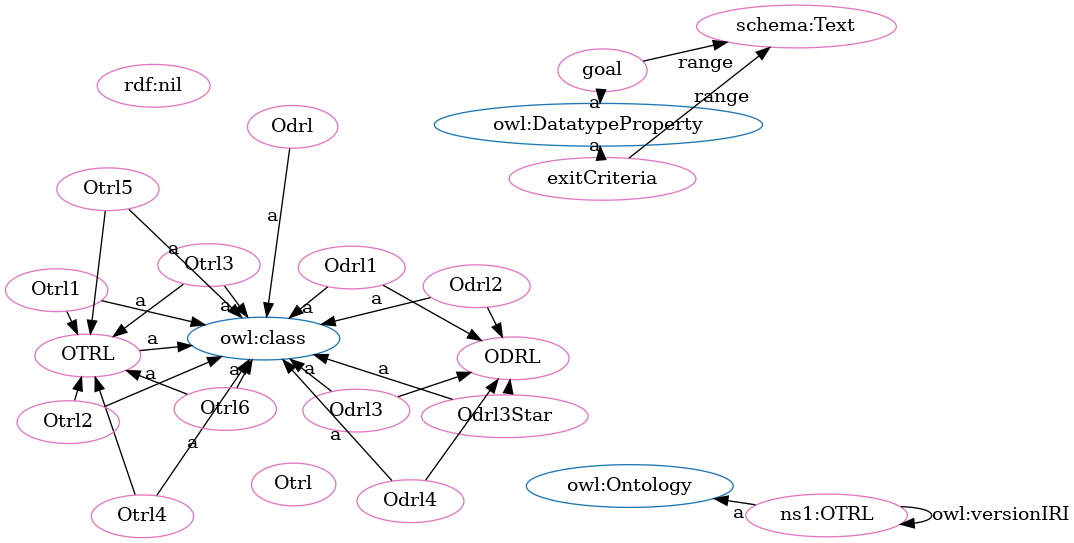 schema:Text
goal
range
rdf:nil
range
a
owl:DatatypeProperty
Odrl
a
exitCriteria
Otrl5
a
a
Otrl3
Odrl1
Odrl2
Otrl1
a
a
a
a
owl:class
a
OTRL
ODRL
a
a
a
a
Otrl2
Otrl6
Odrl3
Odrl3Star
a
a
Otrl
owl:Ontology
Otrl4
Odrl4
a
ns1:OTRL
owl:versionIRI